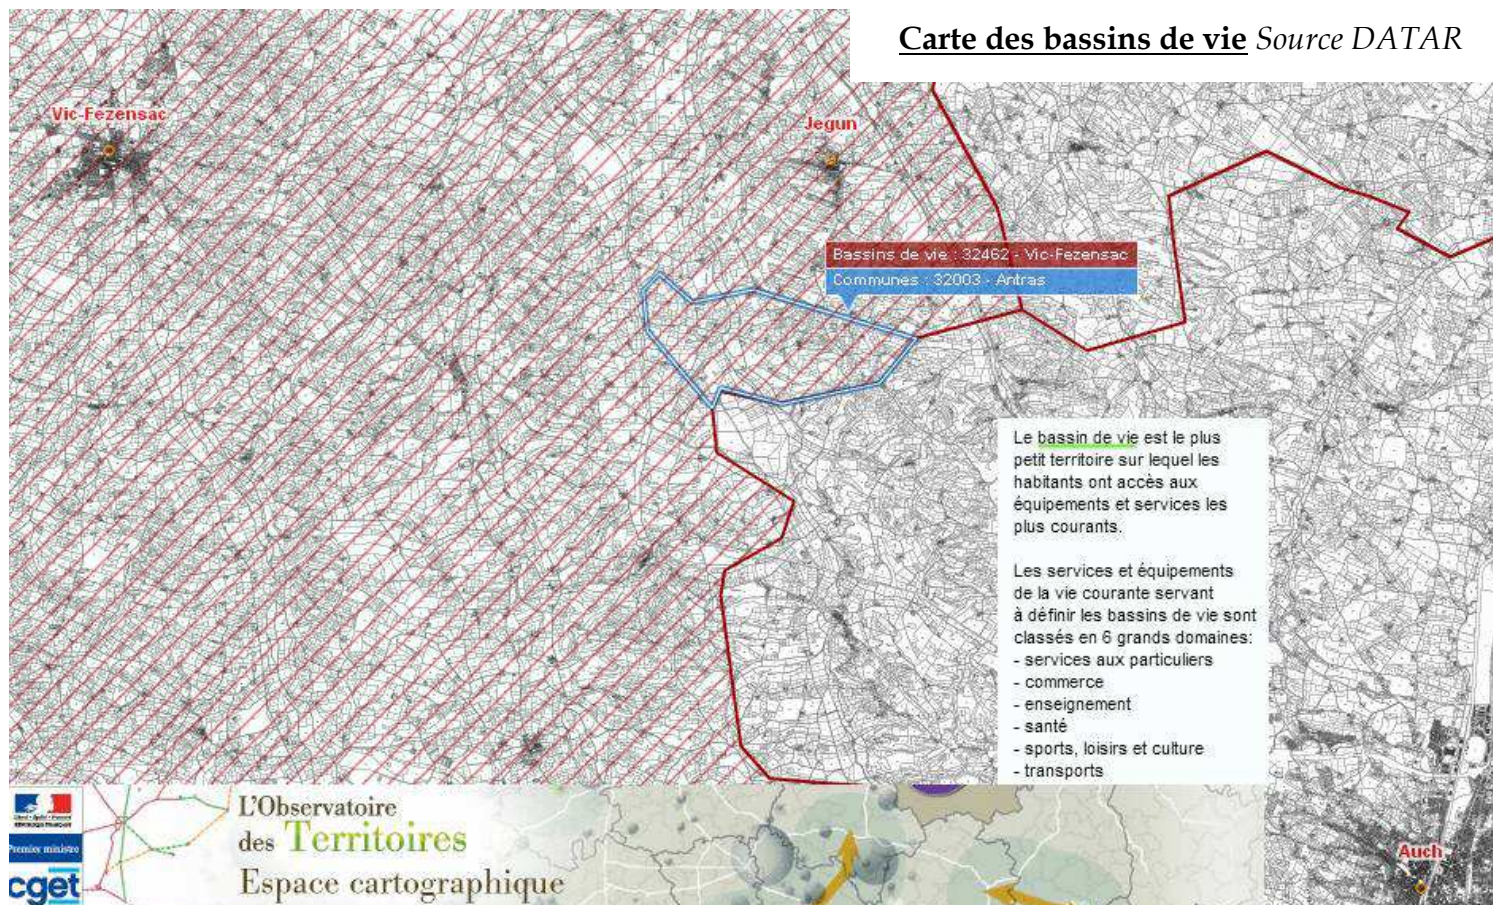 Carte des bassins de vie Source DATAR
Vic-Fezensac
Jegun
Bassins de vie : 32462 - Vic-Fezensac
Communes : 32003 - Antras
Le bassin de vie est le plus
petit territoire sur lequel les
habitants ont accès aux
équipements et services les
plus courants.
Les services et équipements
de la vie courante servant
à définir les bassins de vie sont
classés en 6 grands domaines:
- services aux particuliers
- commerce
- enseignement
- santé
- sports, loisirs et culture
- transports
Auch
Premier ministre
cget
L'Observatoire
des Territoires
Espace cartographique